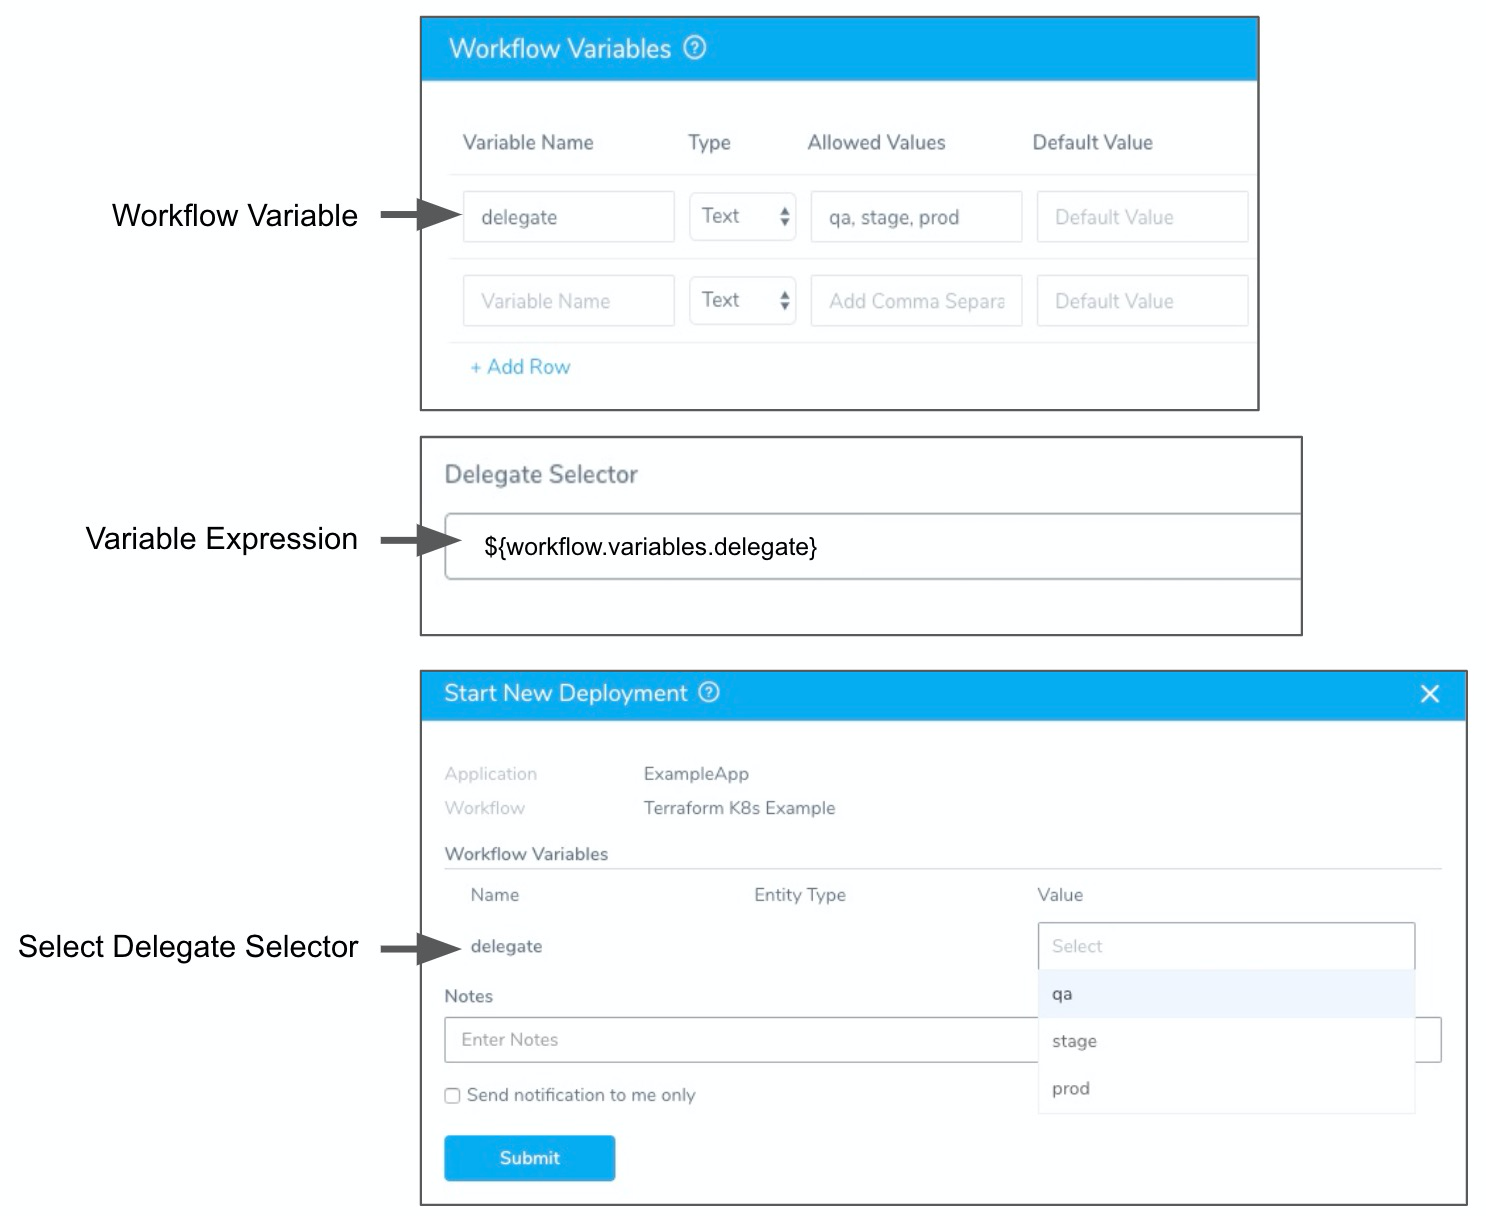 Workflow Variables ?
Variable Name Type Allowed Values Default Value
Workflow Variable delegate Text qa, stage, prod Default Value
Variable Name Text Add Comma Separa Default Value
+ Add Row
Delegate Selector
Variable Expression ${workflow.variables.delegate}
Start New Deployment ?
Application ExampleApp
Workflow Terraform K8s Example
Workflow Variables
Name Entity Type Value
Select Delegate Selector delegate Select
qa
Notes
Enter Notes stage
prod
Send notification to me only
Submit